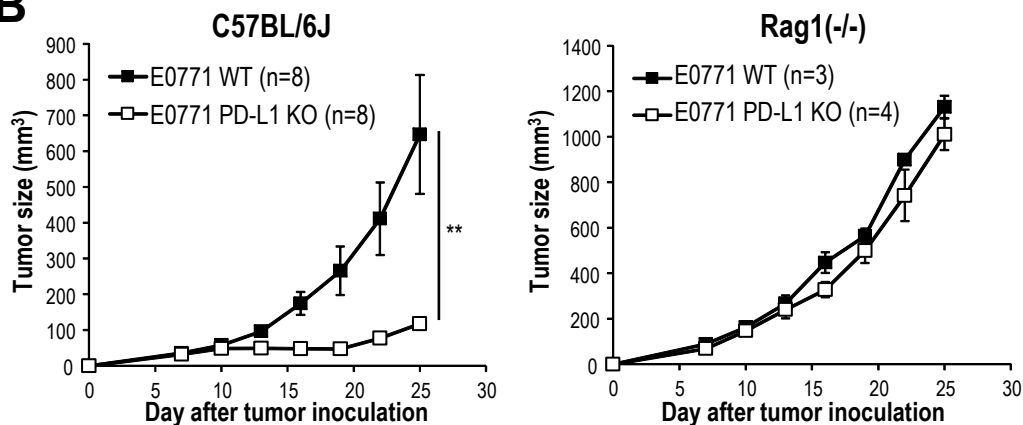 B
C57BL/6J
Rag1(-/-)
E0771 WT (n=8)
E0771 PD-L1 KO (n=8)
Tumor size (mm³)
900
800
700
600
500
400
300
200
100
0
**
0 5 10 15 20 25 30
Day after tumor inoculation
E0771 WT (n=3)
E0771 PD-L1 KO (n=4)
Tumor size (mm³)
1400
1200
1000
800
600
400
200
0
0 5 10 15 20 25 30
Day after tumor inoculation